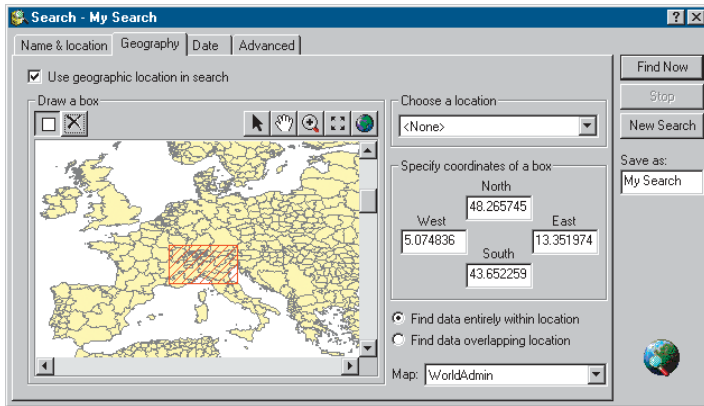 Search - My Search
Name & location Geography Date Advanced
Use geographic location in search
Draw a box
Choose a location
<None>
Specify coordinates of a box
North
48.265745
West East
5.074836 13.351974
South
43.652259
Find data entirely within location
Find data overlapping location
Map: WorldAdmin
Find Now
Stop
New Search
Save as:
My Search